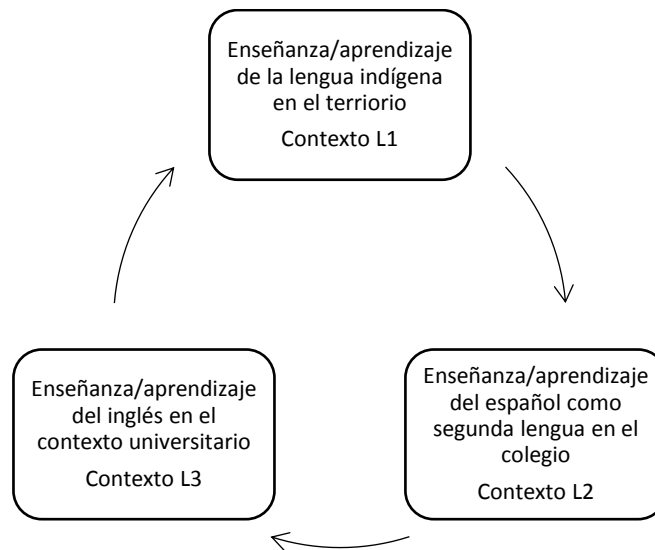 Enseñanza/aprendizaje
de la lengua indígena
en el terriorio
Contexto L1
Enseñanza/aprendizaje
del inglés en el
contexto universitario
Contexto L3
Enseñanza/aprendizaje
del español como
segunda lengua en el
colegio
Contexto L2